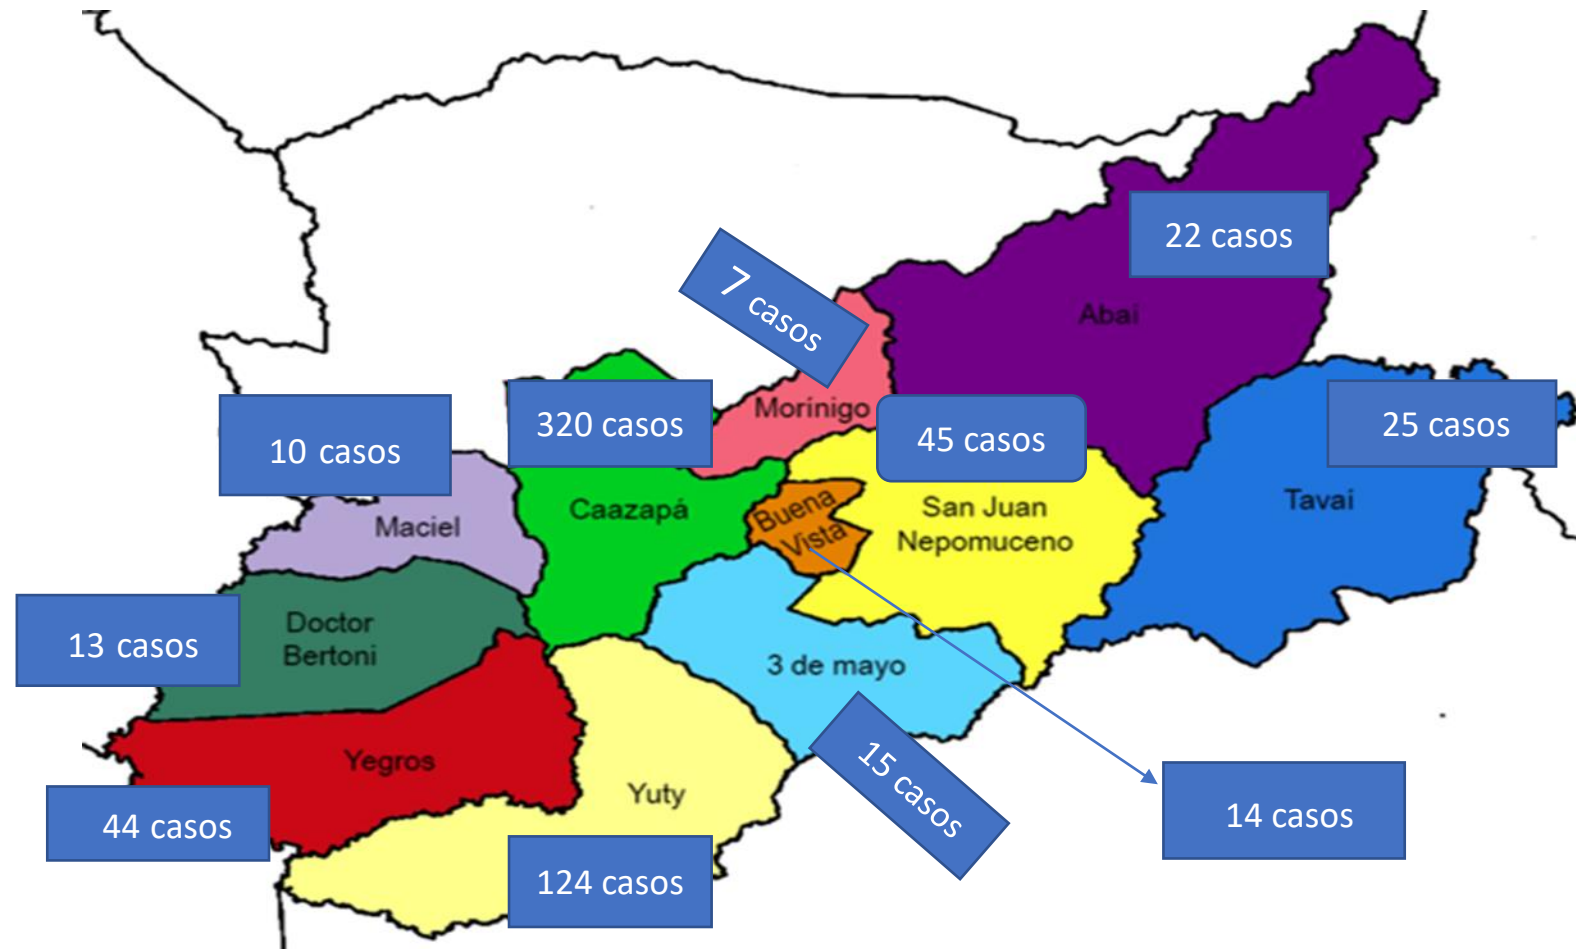 22 casos
7 casos
Abai
320 casos
Morínigo
45 casos
25 casos
10 casos
Caazapá
Maciel
Buena
Vista
San Juan
Nepomuceno
Tavai
13 casos
Doctor
Bertoni
3 de mayo
Yegros
Yuty
15 casos
44 casos
14 casos
124 casos